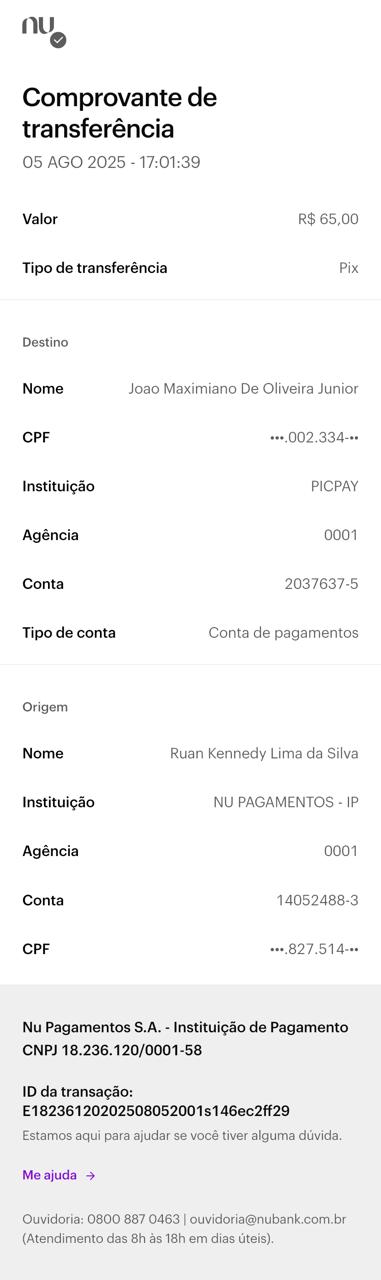 nu
Comprovante de
transferência
05 AGO 2025 - 17:01:39
Valor R$ 65,00
Tipo de transferência Pix
Destino
Nome Joao Maximiano De Oliveira Junior
CPF •••.002.334-••
Instituição PICPAY
Agência 0001
Conta 2037637-5
Tipo de conta Conta de pagamentos
Origem
Nome Ruan Kennedy Lima da Silva
Instituição NU PAGAMENTOS - IP
Agência 0001
Conta 14052488-3
CPF •••.827.514-••
Nu Pagamentos S.A. - Instituição de Pagamento
CNPJ 18.236.120/0001-58
ID da transação:
E18236120202508052001s146ec2ff29
Estamos aqui para ajudar se você tiver alguma dúvida.
Me ajuda →
Ouvidoria: 0800 887 0463 | ouvidoria@nubank.com.br
(Atendimento das 8h às 18h em dias úteis).